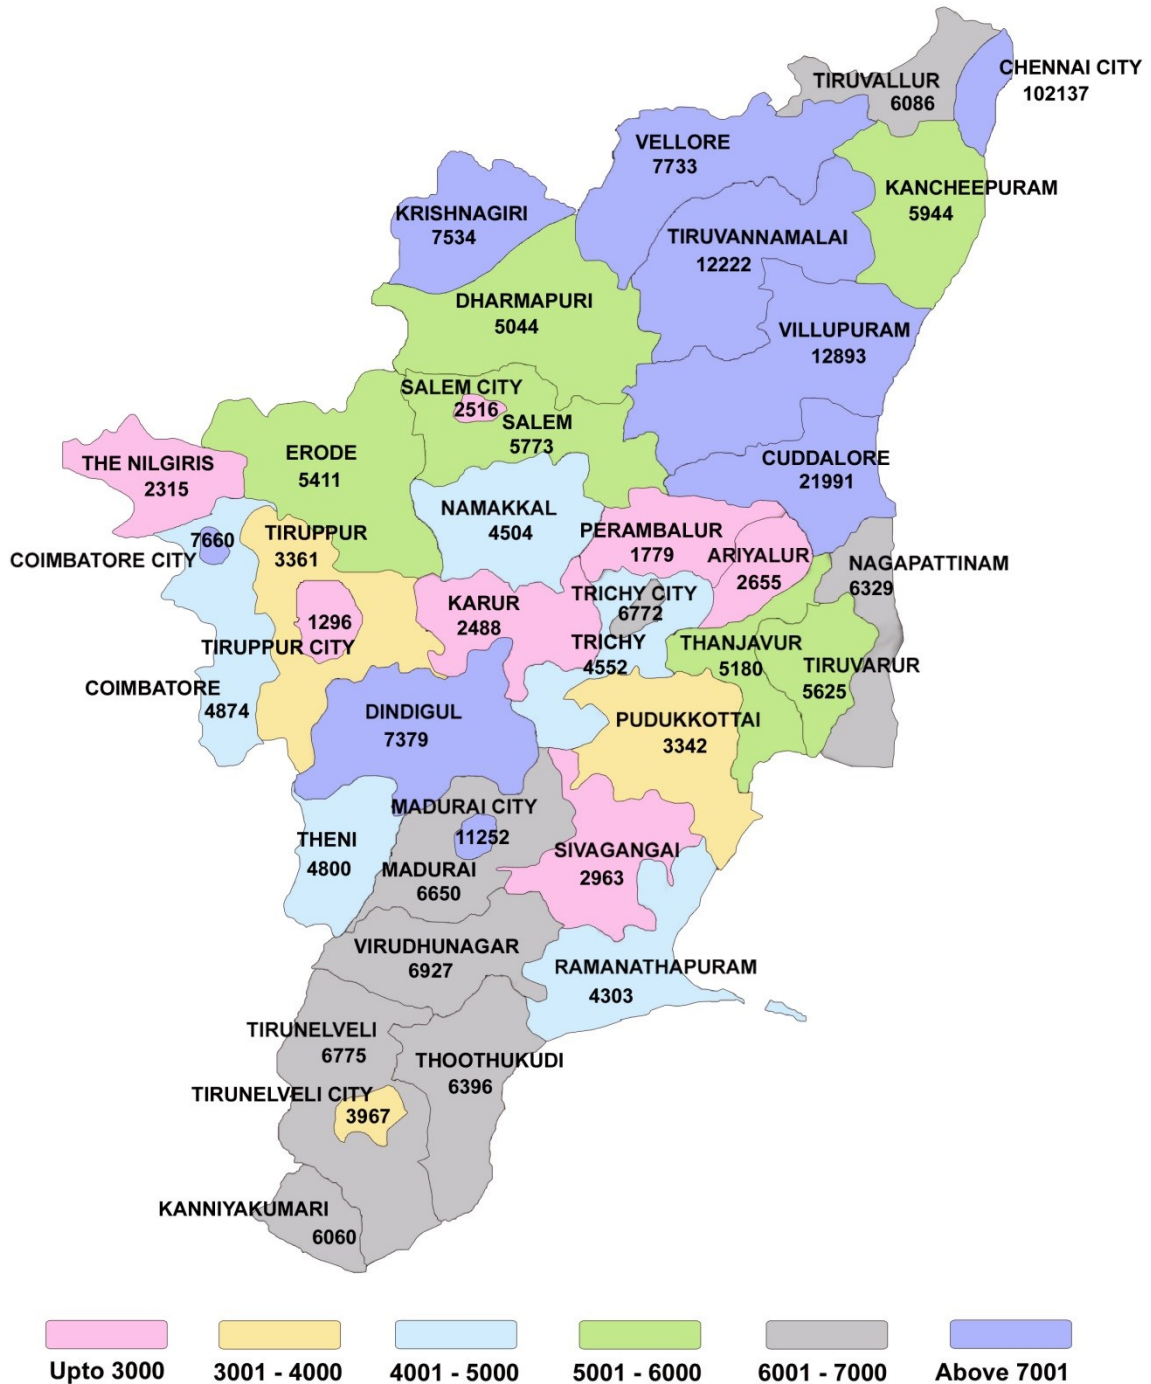 CHENNAI CITY
102137
TIRUVALLUR
6086
VELLORE
7733
KANCHEEPURAM
5944
KRISHNAGIRI
7534
TIRUVANNAMALAI
12222
DHARMAPURI
5044
VILLUPURAM
12893
SALEM CITY
2516
SALEM
5773
ERODE
5411
THE NILGIRIS
2315
CUDDALORE
21991
NAMAKKAL
4504
PERAMBALUR
1779
ARIYALUR
2655
TIRUPPUR
3361
7660
COIMBATORE CITY
NAGAPATTINAM
6329
TRICHY CITY
6772
KARUR
2488
1296
TIRUPPUR CITY
TRICHY
4552
THANJAVUR
5180
TIRUVARUR
5625
COIMBATORE
4874
DINDIGUL
7379
PUDUKKOTTAI
3342
MADURAI CITY
11252
THENI
4800
MADURAI
6650
SIVAGANGAI
2963
VIRUDHUNAGAR
6927
RAMANATHAPURAM
4303
TIRUNELVELI
6775
THOOTHUKUDI
6396
TIRUNELVELI CITY
3967
KANNIYAKUMARI
6060
Upto 3000
3001 - 4000
4001 - 5000
5001 - 6000
6001 - 7000
Above 7001